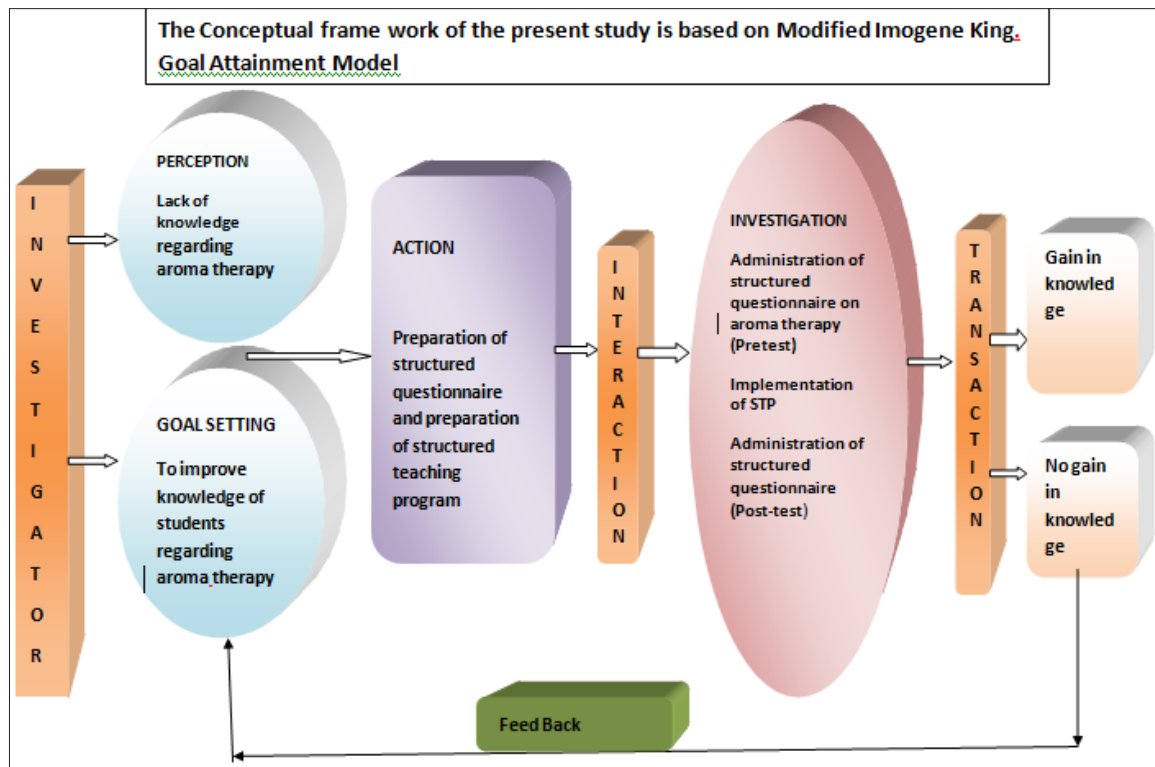 The Conceptual frame work of the present study is based on Modified Imogene King.
Goal Attainment Model
INVESTIGATOR
PERCEPTION
Lack of
knowledge
regarding
aroma therapy
GOAL SETTING
To improve
knowledge of
students
regarding
aroma therapy
ACTION
Preparation of
structured
questionnaire
and preparation
of structured
teaching
program
INTERACTION
INVESTIGATION
Administration of
structured
questionnaire on
aroma therapy
(Pretest)
Implementation
of STP
Administration of
structured
questionnaire
(Post-test)
TRANSACTION
Gain in
knowled
ge
No gain
in
knowled
ge
Feed Back